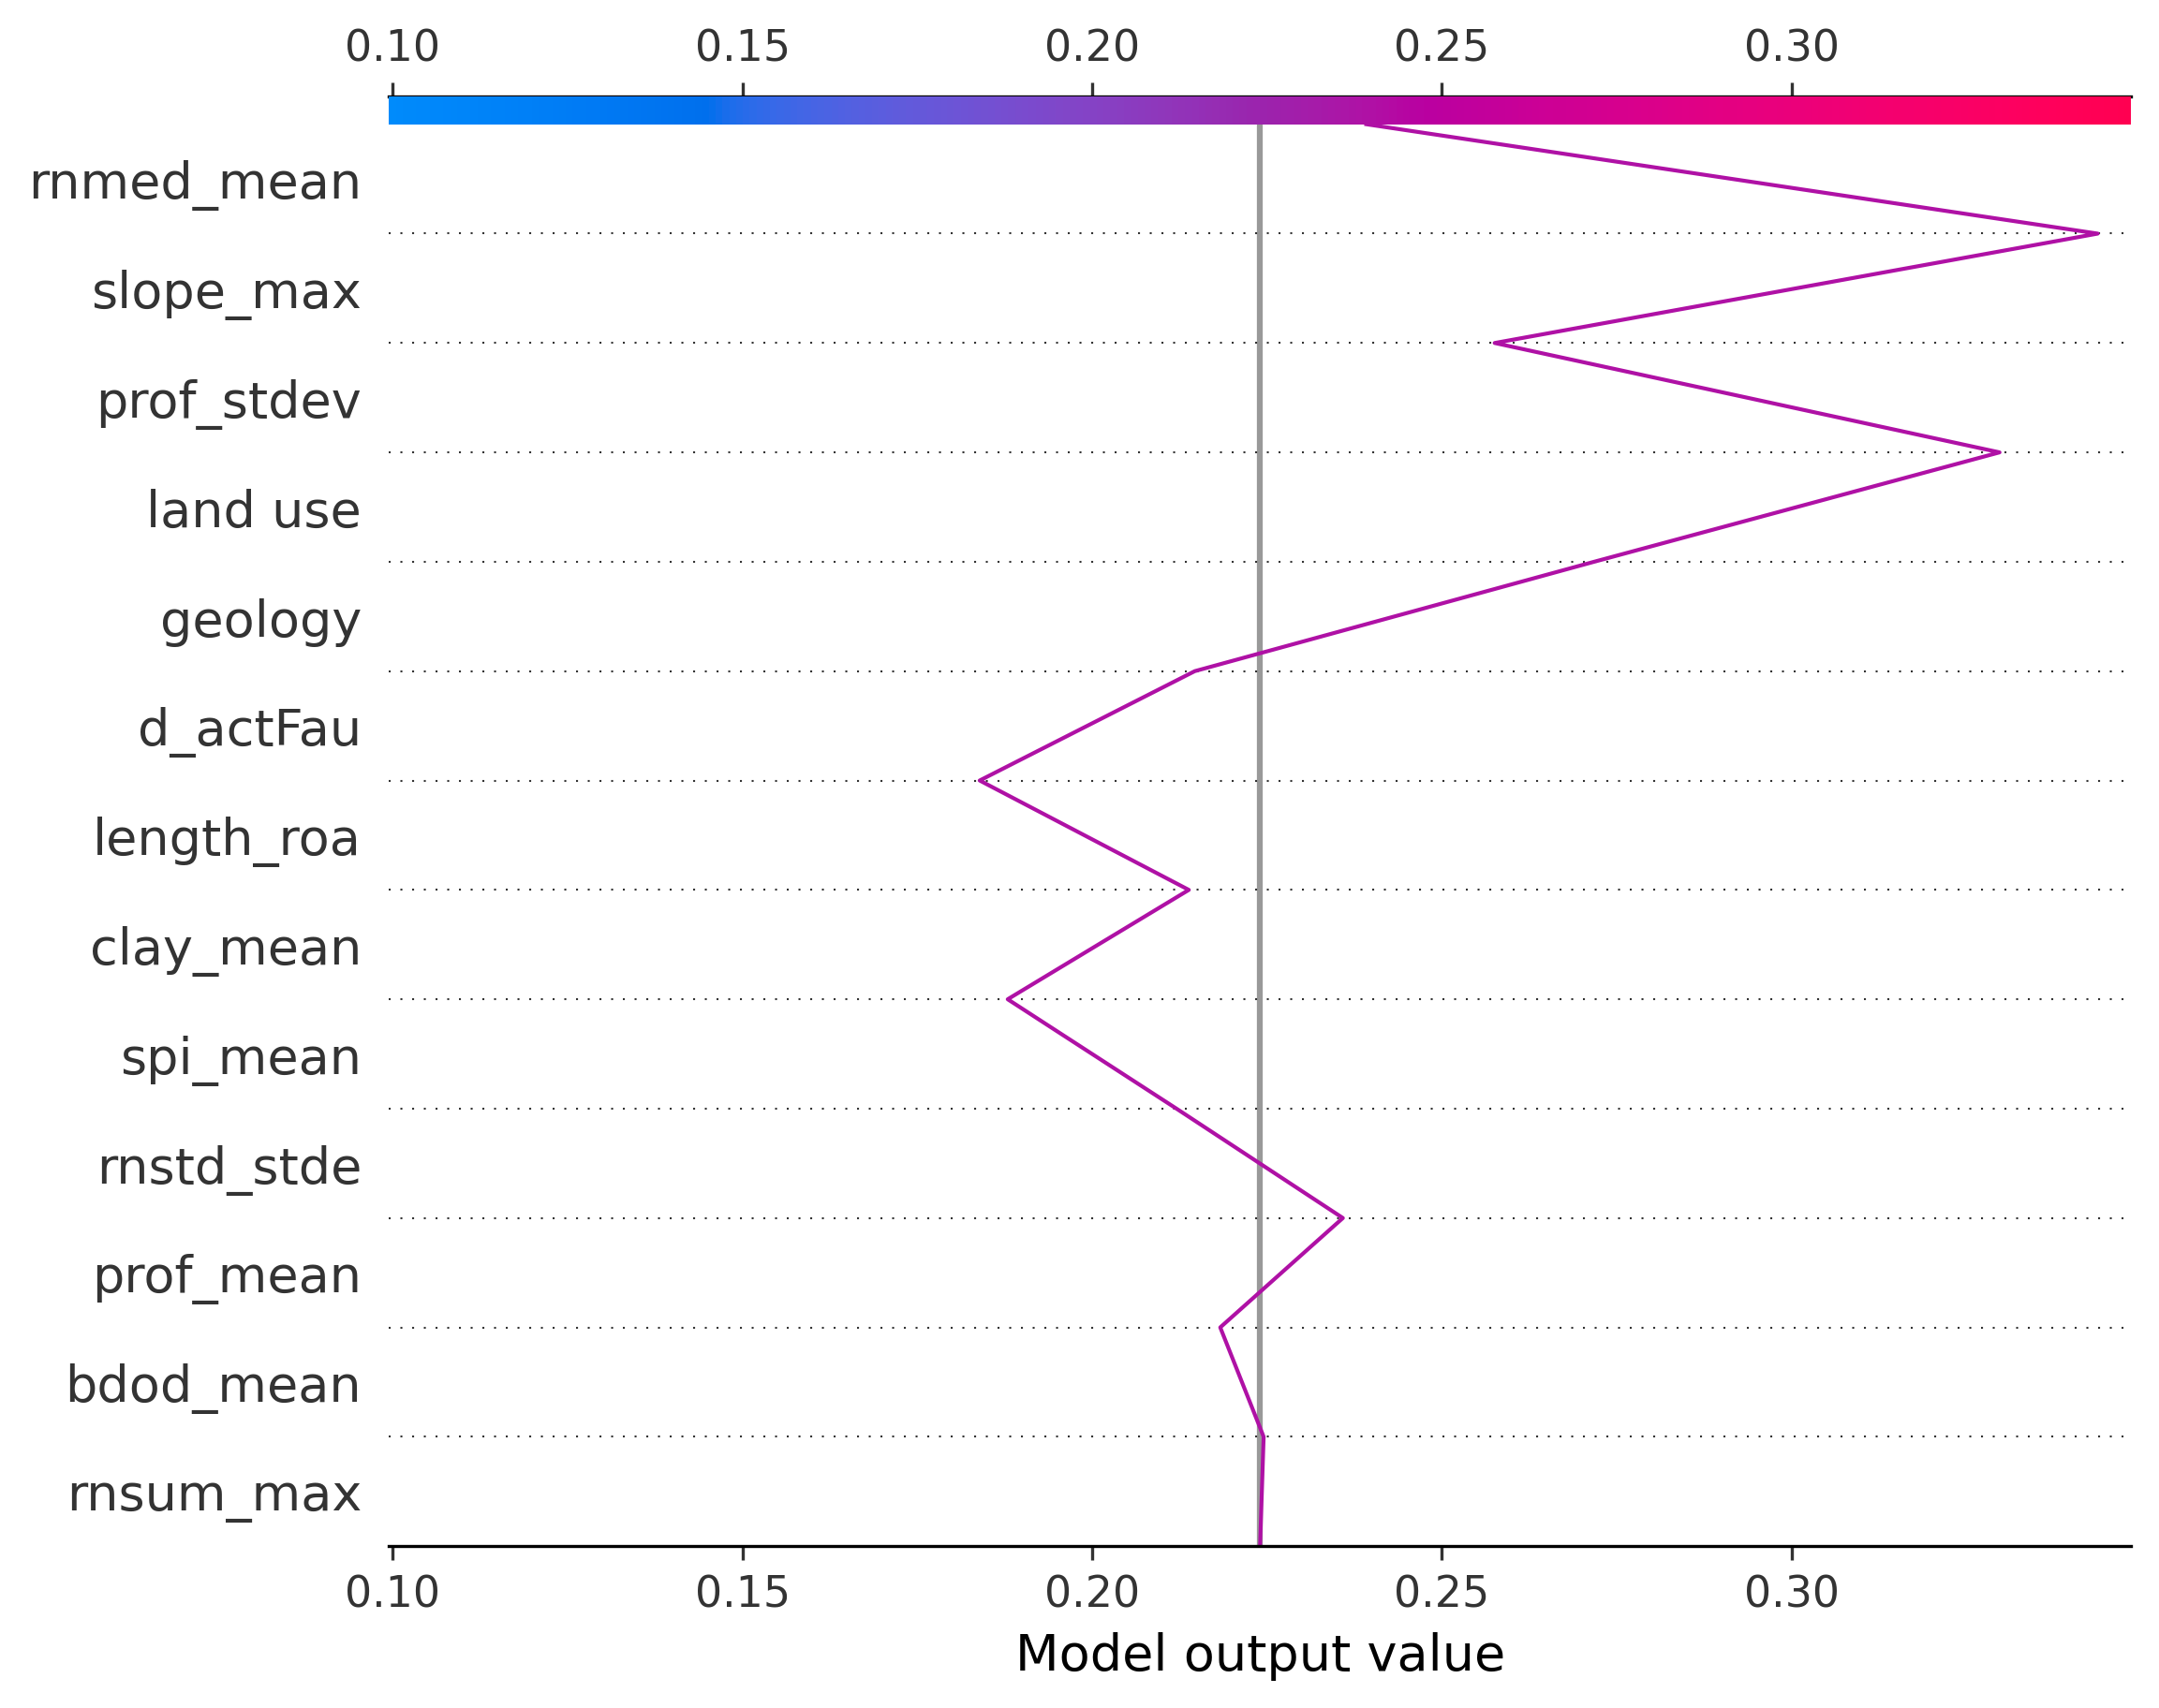 0.10 0.15 0.20 0.25 0.30
rnmed_mean
slope_max
prof_stdev
land use
geology
d_actFau
length_roa
clay_mean
spi_mean
rnstd_stde
prof_mean
bdod_mean
rnsum_max
0.10 0.15 0.20 0.25 0.30
Model output value